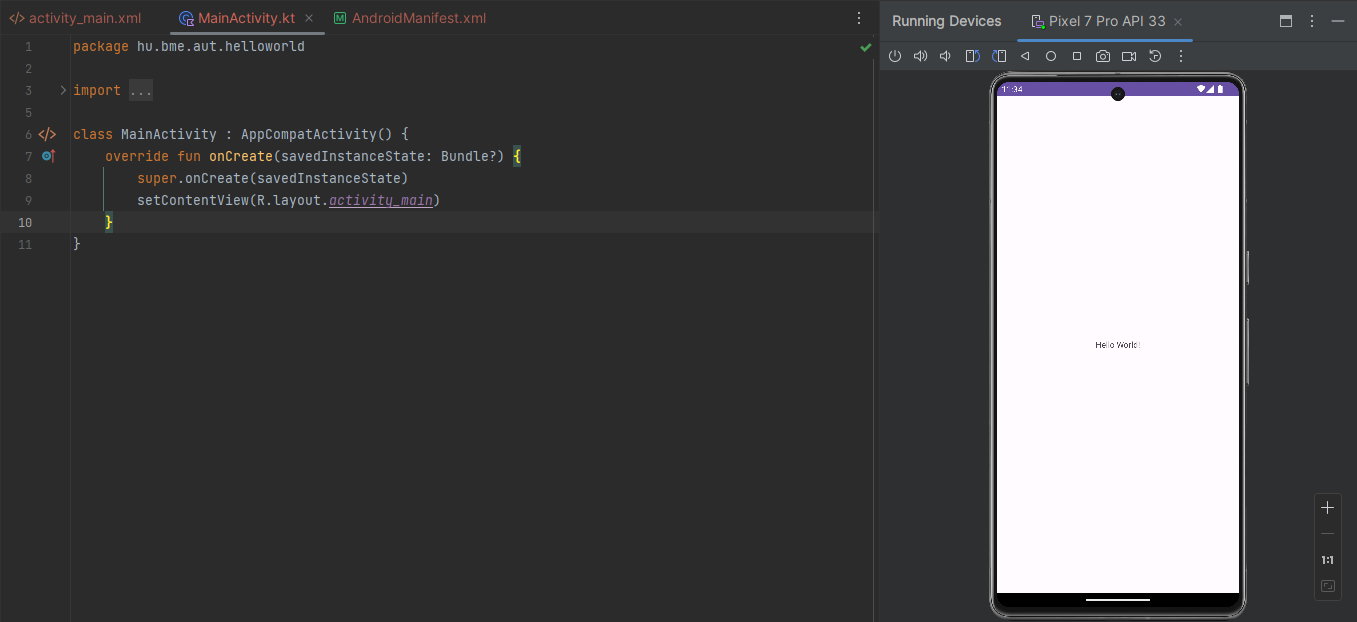 activity_main.xml
MainActivity.kt
AndroidManifest.xml
1 package hu.bme.aut.helloworld
2
3 import ...
5
6 class MainActivity : AppCompatActivity() {
7 override fun onCreate(savedInstanceState: Bundle?) {
8 super.onCreate(savedInstanceState)
9 setContentView(R.layout.activity_main)
10 }
11 }
Running Devices
Pixel 7 Pro API 33
11:34
Hello World!
1:1